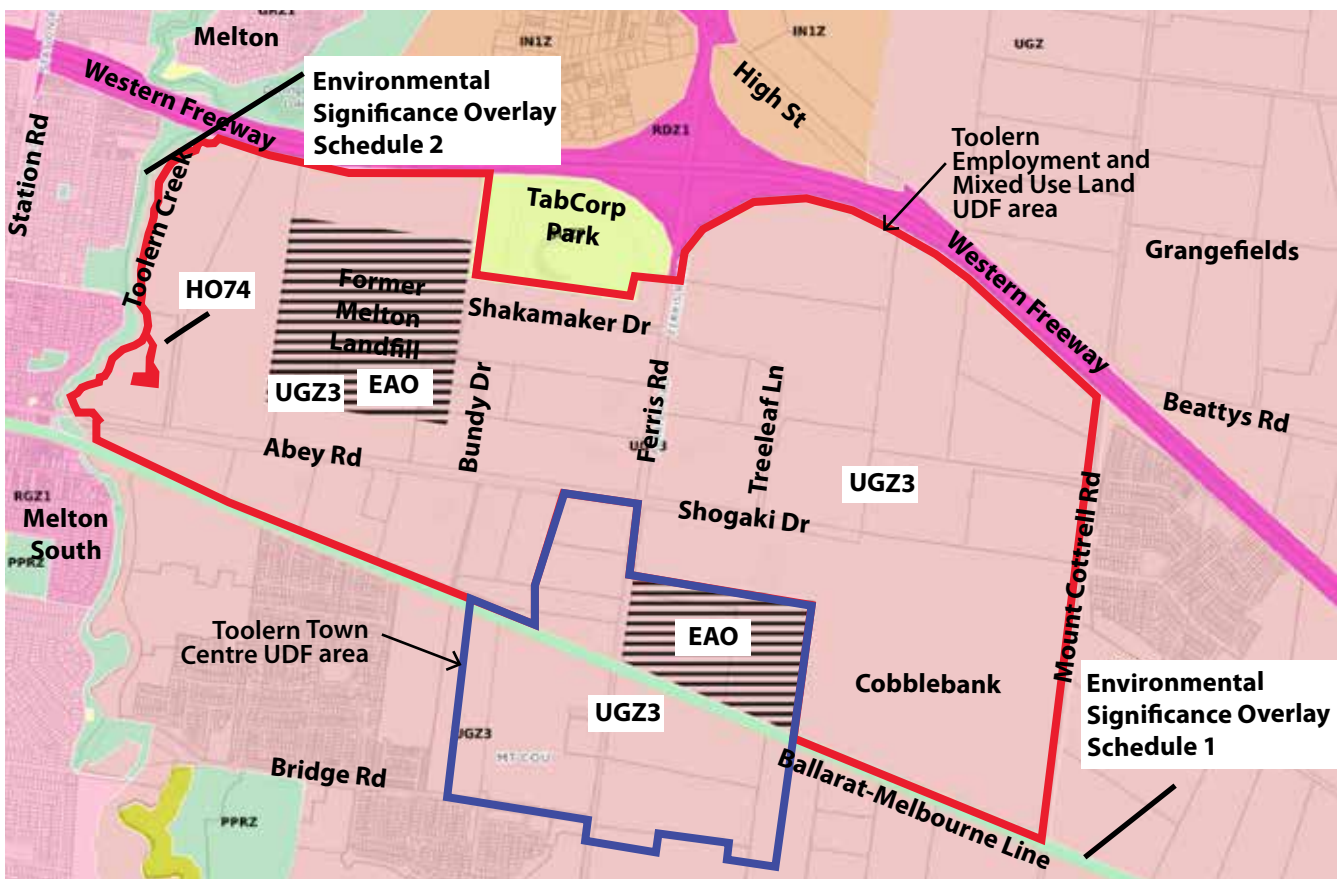 GRZ1
Melton
IN1Z
IN1Z
UGZ
Western Freeway
Environmental
Significance Overlay
Schedule 2
High St
RDZ1
Station Rd
Toolern
Employment and
Mixed Use Land
UDF area
TabCorp
Park
Toolern Creek
HO74
Former
Melton
Landfill
Shakamaker Dr
FERRIS R
Western Freeway
Grangefields
UGZ3
EAO
Bundy Dr
Ferris Rd
Treeleaf Ln
Beattys Rd
Abey Rd
UGZ3
Shogaki Dr
RGZ1
Melton
South
PPRZ
Mount Cottrell Rd
Toolern Town
Centre UDF area
EAO
Cobblebank
UGZ3
UGZ3
MT COU
Environmental
Significance Overlay
Schedule 1
Bridge Rd
Ballarat-Melbourne Line
PPRZ